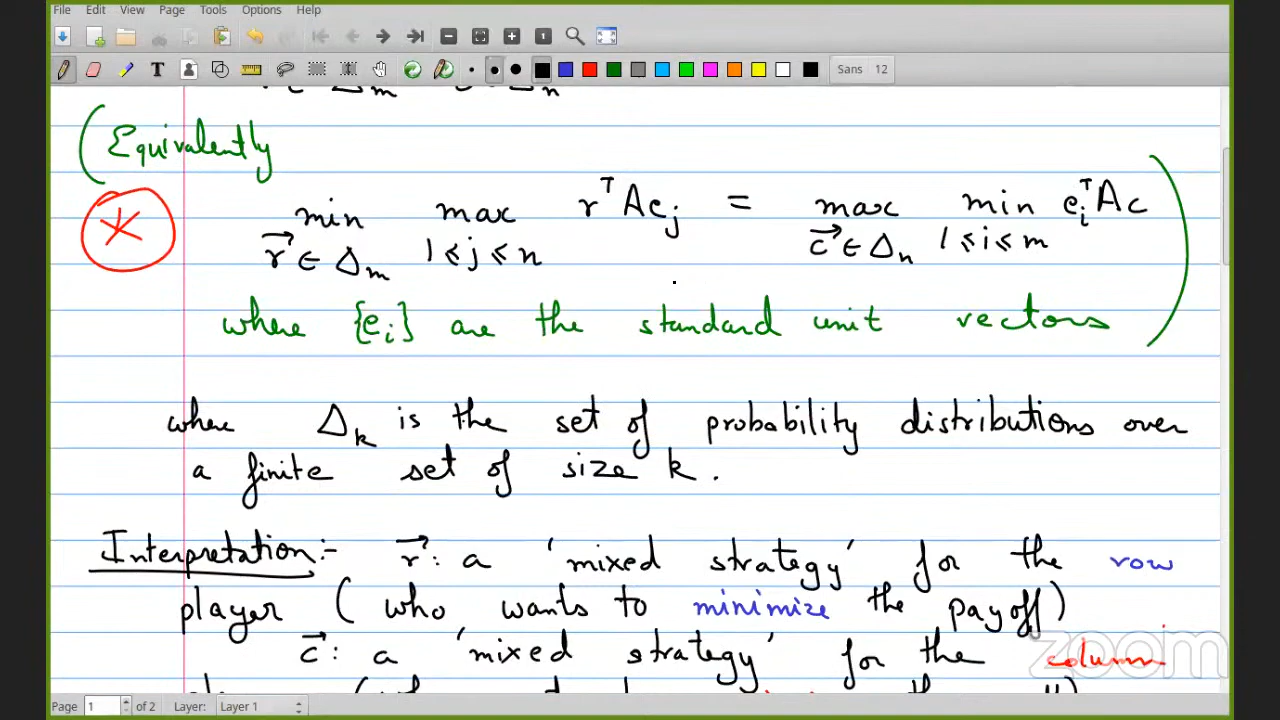 File Edit View Page Tools Options Help
Sans 12
(Equivalently
* min max r^T A e_j = max min e_i^T A c
r⃗ ∈ Δ_m 1 ≤ j ≤ n c⃗ ∈ Δ_n 1 ≤ i ≤ m
where {e_i} are the standard unit vectors)
where Δ_k is the set of probability distributions over
a finite set of size k.
Interpretation:- r⃗ : a 'mixed strategy' for the row
player (who wants to minimize the payoff)
zoom
c⃗ : a 'mixed strategy' for the column
Page 1 of 2 Layer: Layer 1